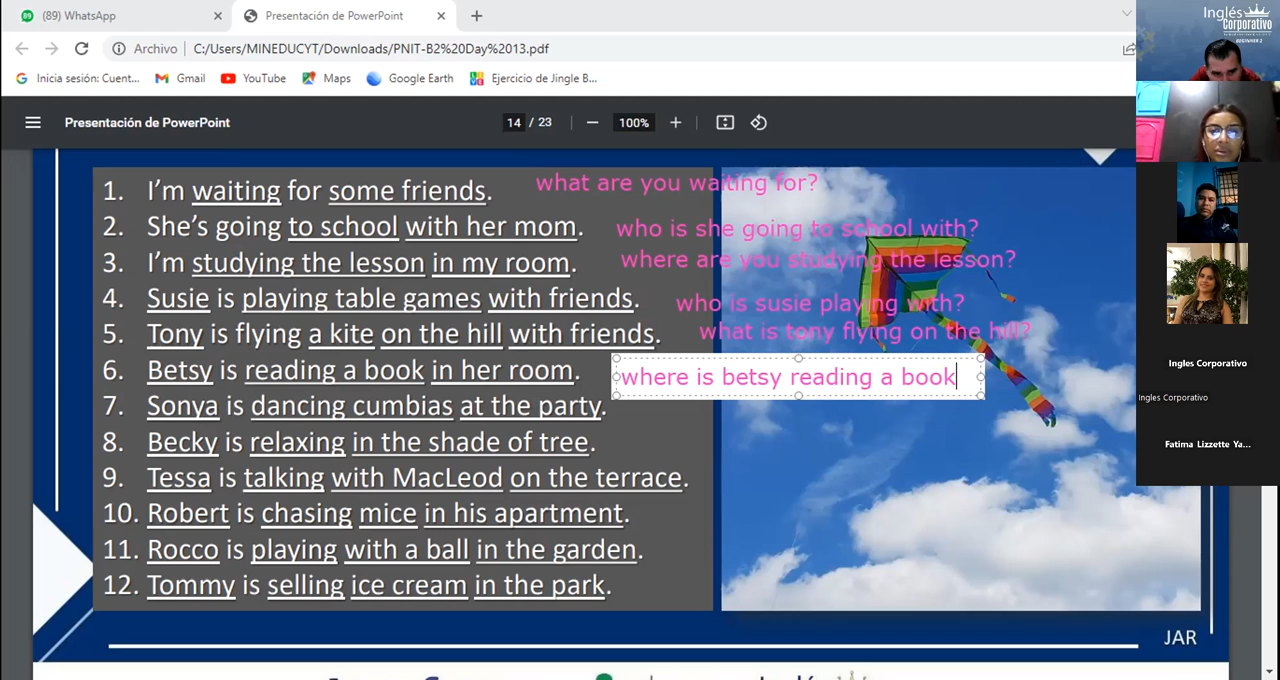 (89) WhatsApp
Presentación de PowerPoint
Archivo | C:/Users/MINEDUCYT/Downloads/PNIT-B2%20Day%2013.pdf
Inicia sesión: Cuent...
Gmail
YouTube
Maps
Google Earth
Ejercicio de Jingle B...
Presentación de PowerPoint
14 / 23
100%
1. I'm waiting for some friends.
what are you waiting for?
2. She's going to school with her mom.
who is she going to school with?
3. I'm studying the lesson in my room.
where are you studying the lesson?
4. Susie is playing table games with friends.
who is susie playing with?
5. Tony is flying a kite on the hill with friends.
what is tony flying on the hill?
6. Betsy is reading a book in her room.
where is betsy reading a book
7. Sonya is dancing cumbias at the party.
8. Becky is relaxing in the shade of tree.
9. Tessa is talking with MacLeod on the terrace.
10. Robert is chasing mice in his apartment.
11. Rocco is playing with a ball in the garden.
12. Tommy is selling ice cream in the park.
JAR
Inglés
Corporativo
BEGINNER 2
Ingles Corporativo
Ingles Corporativo
Fatima Lizzette Ya...